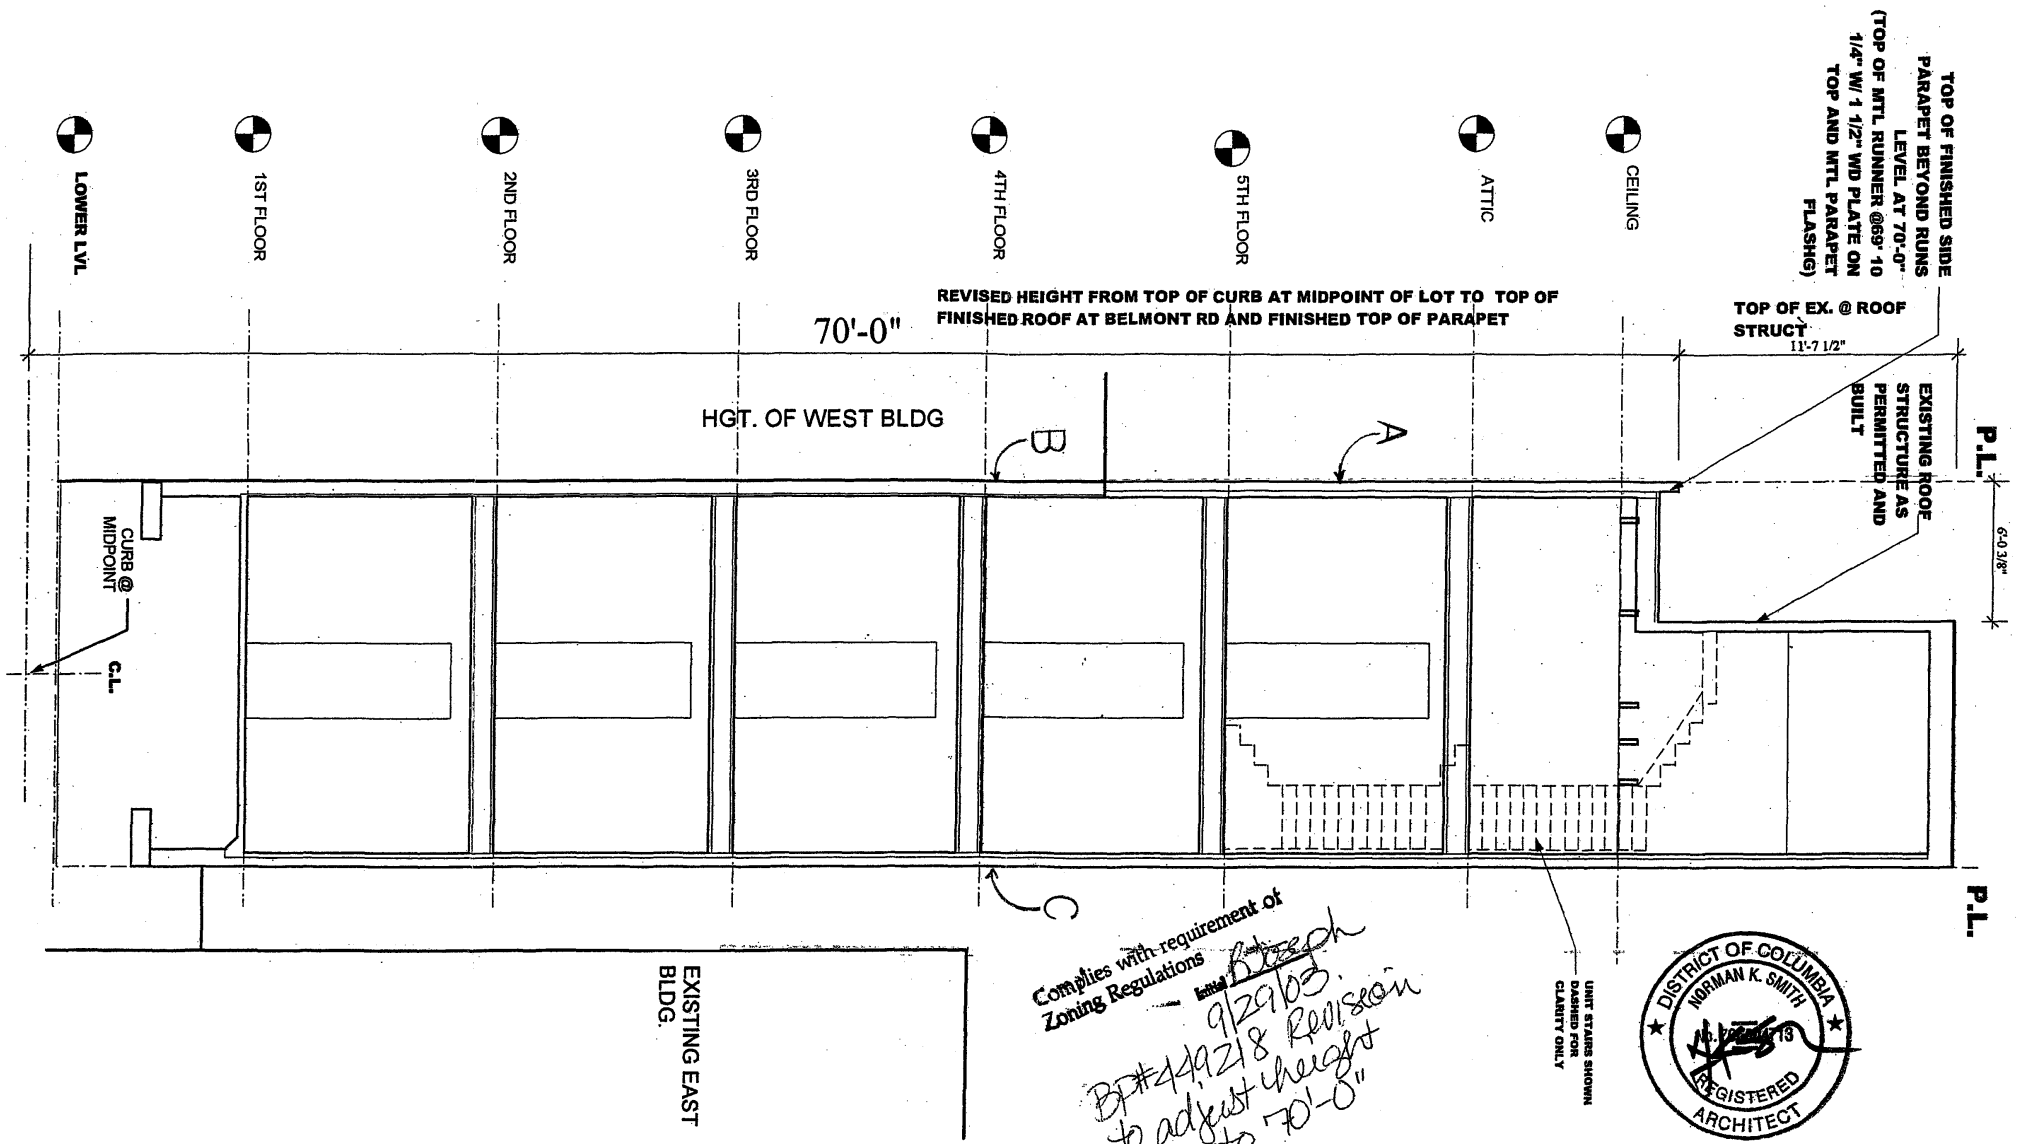 TOP OF FINISHED SIDE
PARAPET BEYOND RUNS
LEVEL AT 70'-0"
(TOP OF MTL RUNNER @69' 10
1/4" W/ 1 1/2" WD PLATE ON
TOP AND MTL PARAPET
FLASHG)
CEILING
ATTIC
5TH FLOOR
4TH FLOOR
3RD FLOOR
2ND FLOOR
1ST FLOOR
LOWER LVL
TOP OF EX. @ ROOF
STRUCT
11'-7 1/2"
REVISED HEIGHT FROM TOP OF CURB AT MIDPOINT OF LOT TO TOP OF
FINISHED ROOF AT BELMONT RD AND FINISHED TOP OF PARAPET
70'-0"
P.L.
6'-0 3/8"
EXISTING ROOF
STRUCTURE AS
PERMITTED AND
BUILT
HGT. OF WEST BLDG
A
B
CURB @
MIDPOINT
C.L.
C
P.L.
UNIT STAIRS SHOWN
DASHED FOR
CLARITY ONLY
EXISTING EAST
BLDG.
Complies with requirement of
Zoning Regulations
Initial RJoseph
9/29/03.
BP#449218 Revision
to adjust height
to 70'-0"
DISTRICT OF COLUMBIA
NORMAN K. SMITH
No.
REGISTERED
ARCHITECT